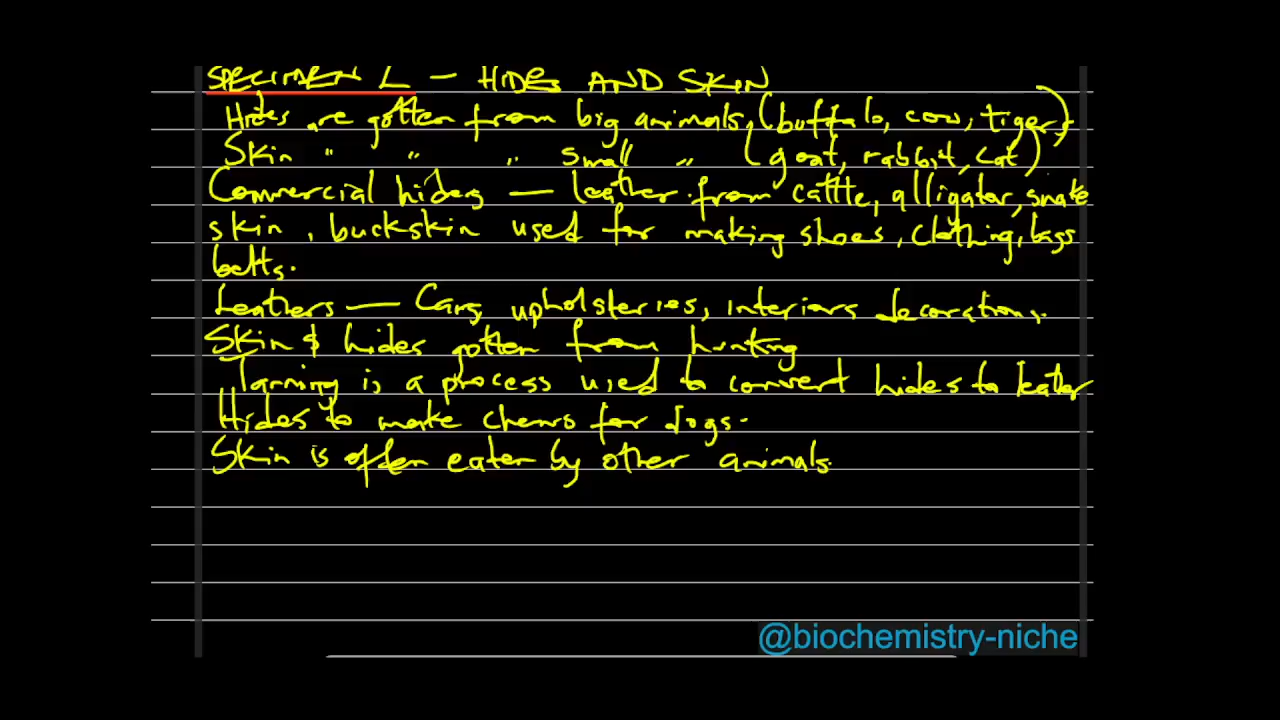 SPECIMEN L - HIDES AND SKIN
Hides are gotten from big animals, (buffalo, cow, tiger)
Skin " " " small " (goat, rabbit, cat)
Commercial hides - leather from cattle, alligator, snake
skin, buckskin used for making shoes, clothing, bags
belts.
Leathers - Cars, upholsteries, interiors decorations.
Skin & hides gotten from hunting
Tanning is a process used to convert hides to leather
Hides to make chews for dogs.
Skin is often eaten by other animals.
@biochemistry-niche